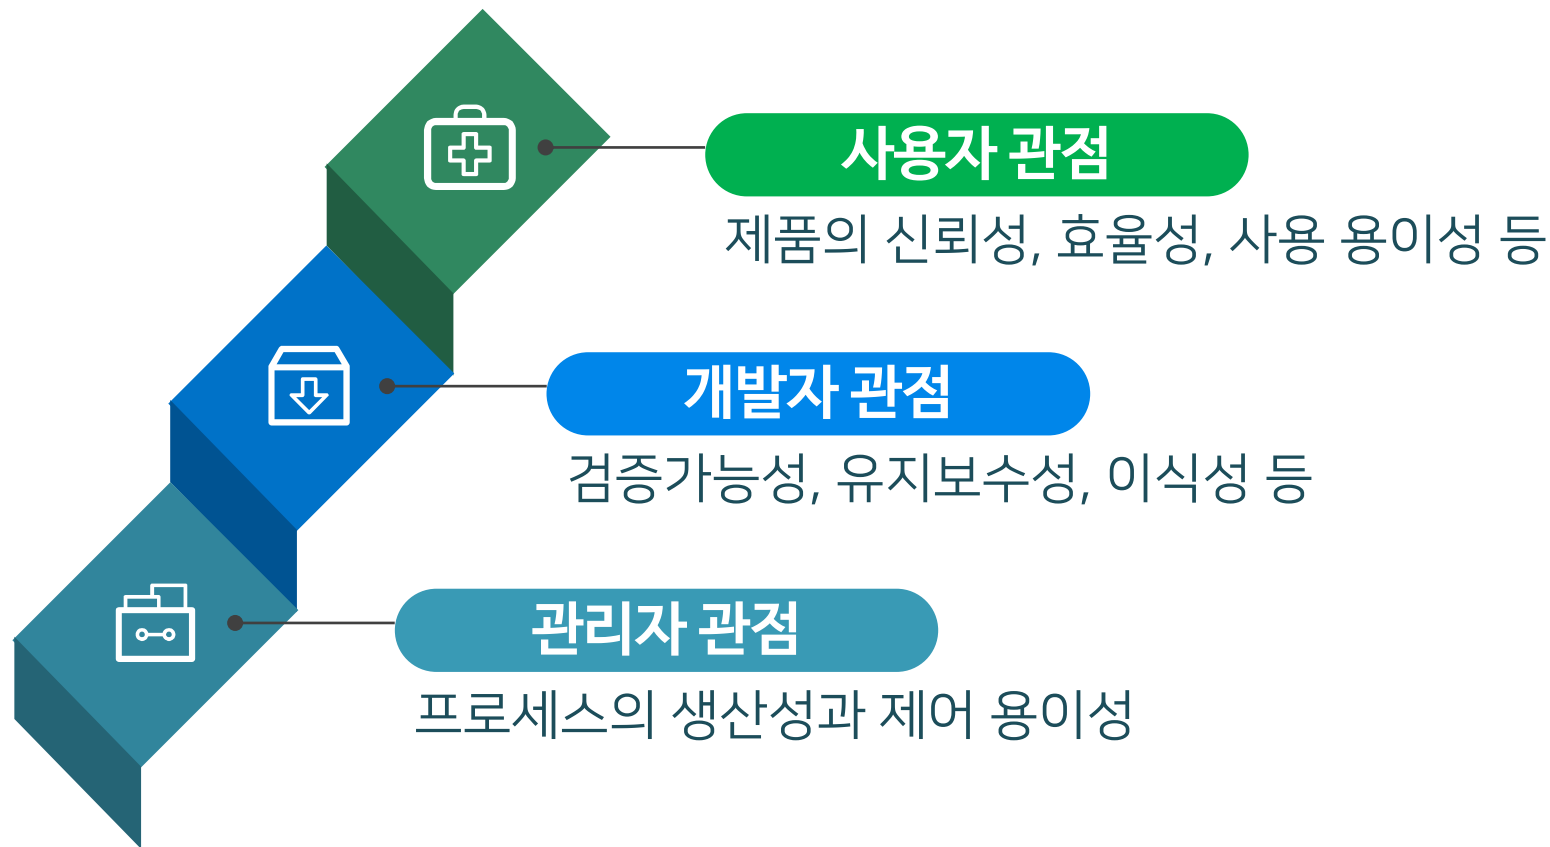 사용자 관점
제품의 신뢰성, 효율성, 사용 용이성 등
개발자 관점
검증가능성, 유지보수성, 이식성 등
관리자 관점
프로세스의 생산성과 제어 용이성